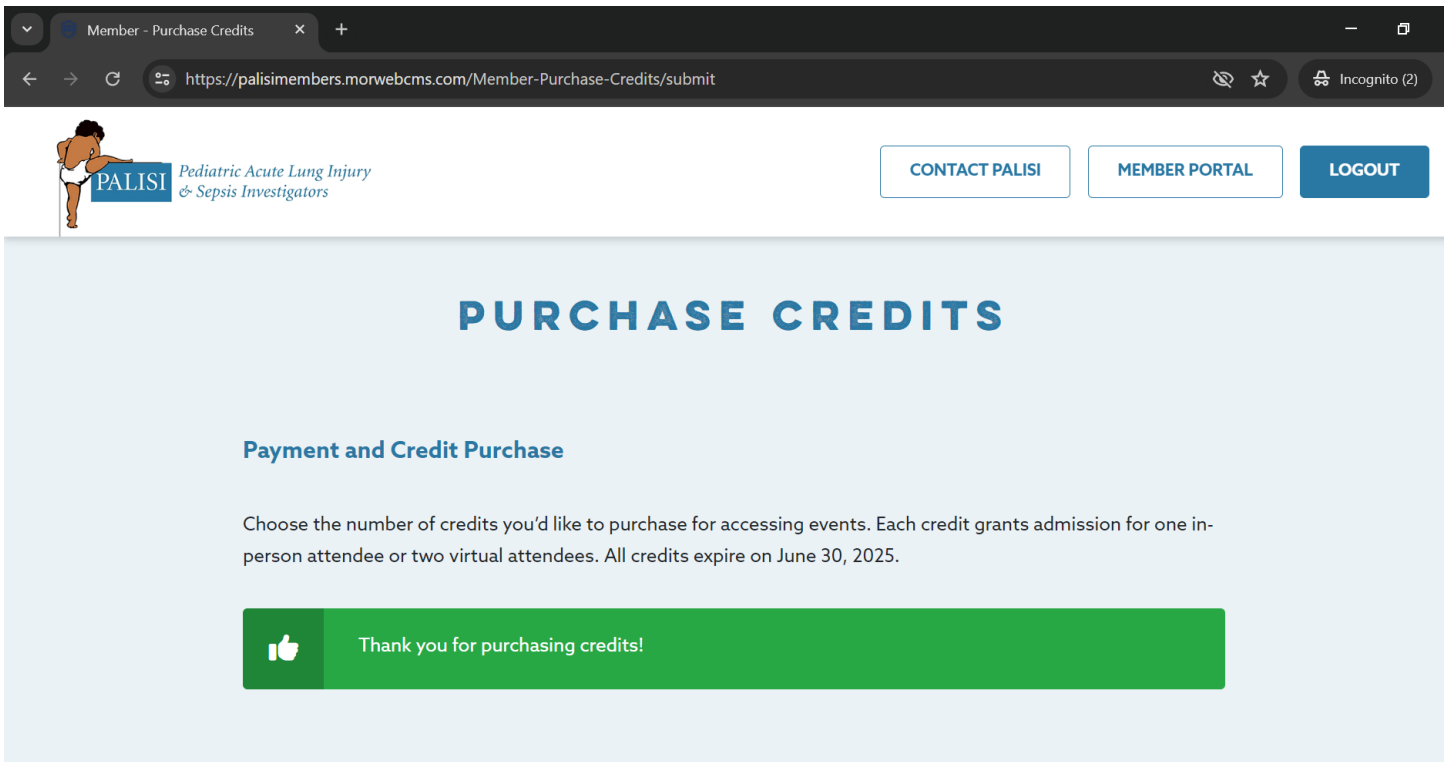 Member - Purchase Credits
https://palisimembers.morwebcms.com/Member-Purchase-Credits/submit
Incognito (2)
PALISI
Pediatric Acute Lung Injury
& Sepsis Investigators
CONTACT PALISI
MEMBER PORTAL
LOGOUT
PURCHASE CREDITS
Payment and Credit Purchase
Choose the number of credits you’d like to purchase for accessing events. Each credit grants admission for one in-
person attendee or two virtual attendees. All credits expire on June 30, 2025.
Thank you for purchasing credits!